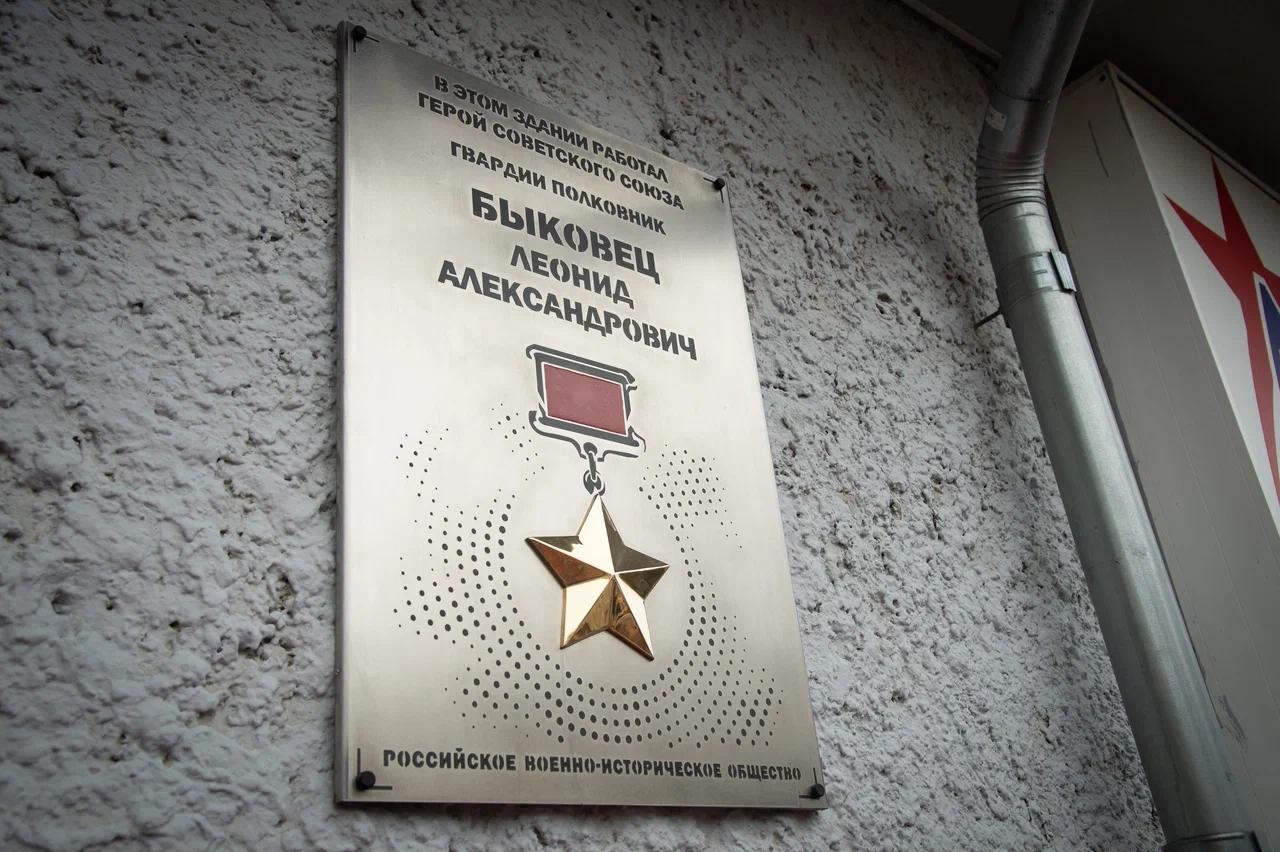 В ЭТОМ ЗДАНИИ РАБОТАЛ
ГЕРОЙ СОВЕТСКОГО СОЮЗА
ГВАРДИИ ПОЛКОВНИК
БЫКОВЕЦ
ЛЕОНИД
АЛЕКСАНДРОВИЧ
РОССИЙСКОЕ ВОЕННО-ИСТОРИЧЕСКОЕ ОБЩЕСТВО